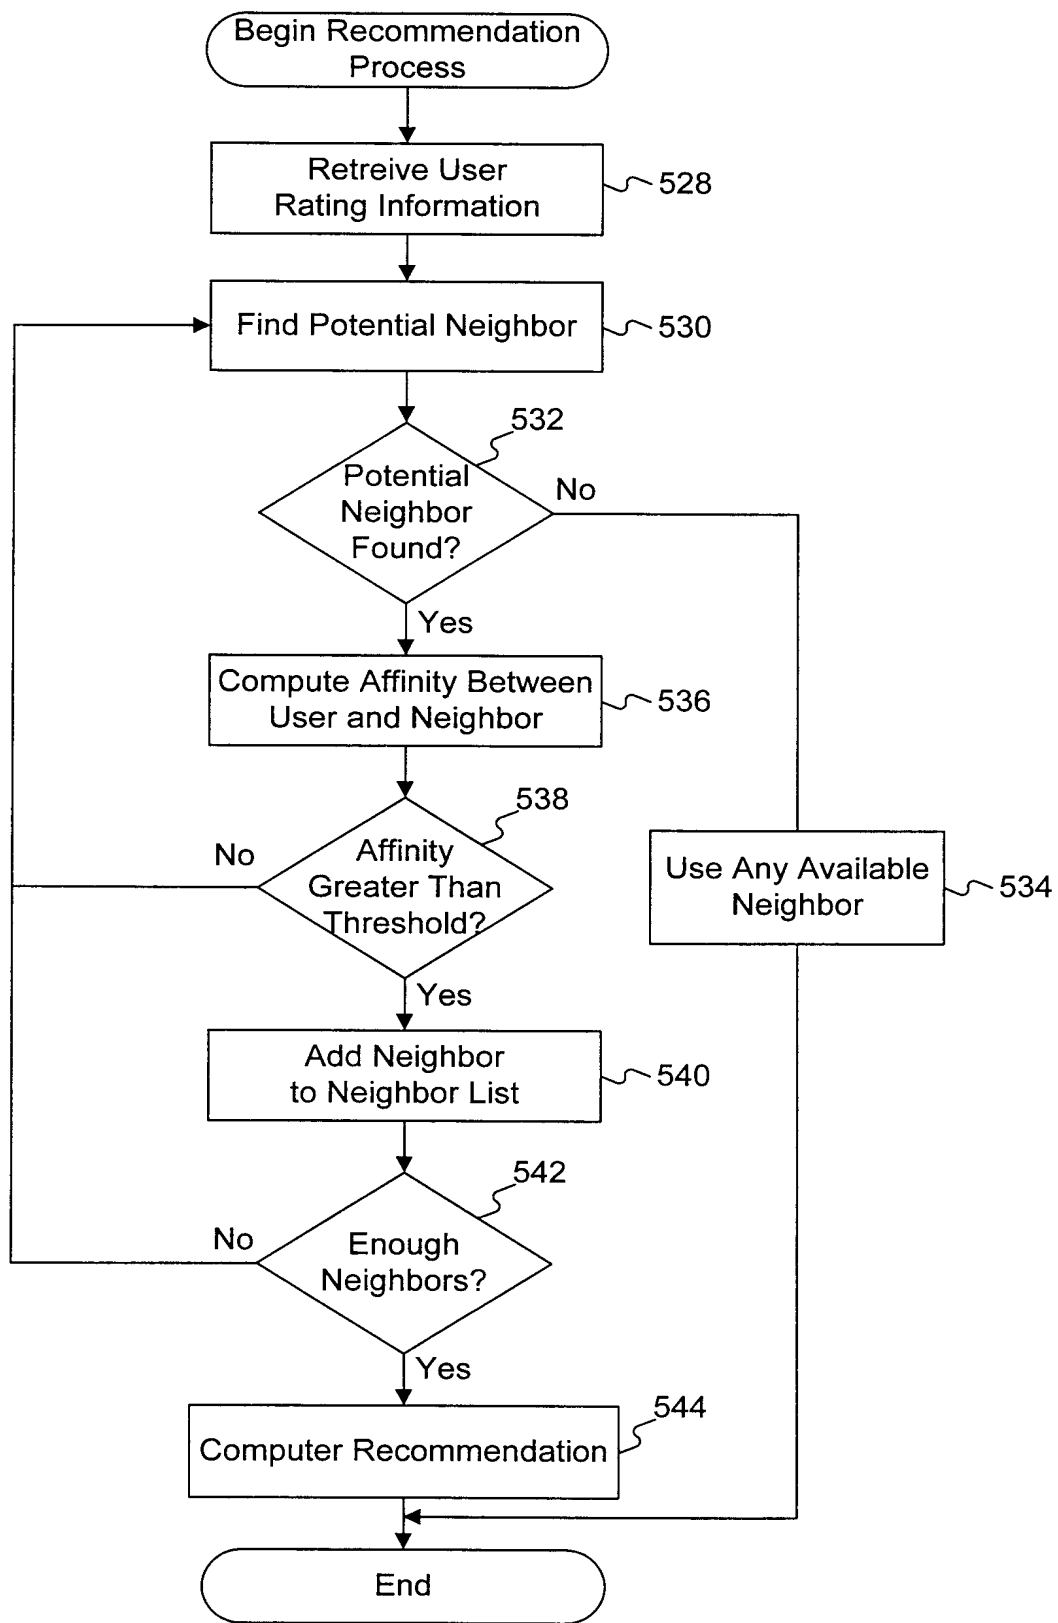 Begin Recommendation
Process
Retreive User
Rating Information
528
Find Potential Neighbor
530
532
Potential
Neighbor
Found?
No
Yes
Compute Affinity Between
User and Neighbor
536
538
No
Affinity
Greater Than
Threshold?
Use Any Available
Neighbor
534
Yes
Add Neighbor
to Neighbor List
540
542
No
Enough
Neighbors?
Yes
544
Computer Recommendation
End